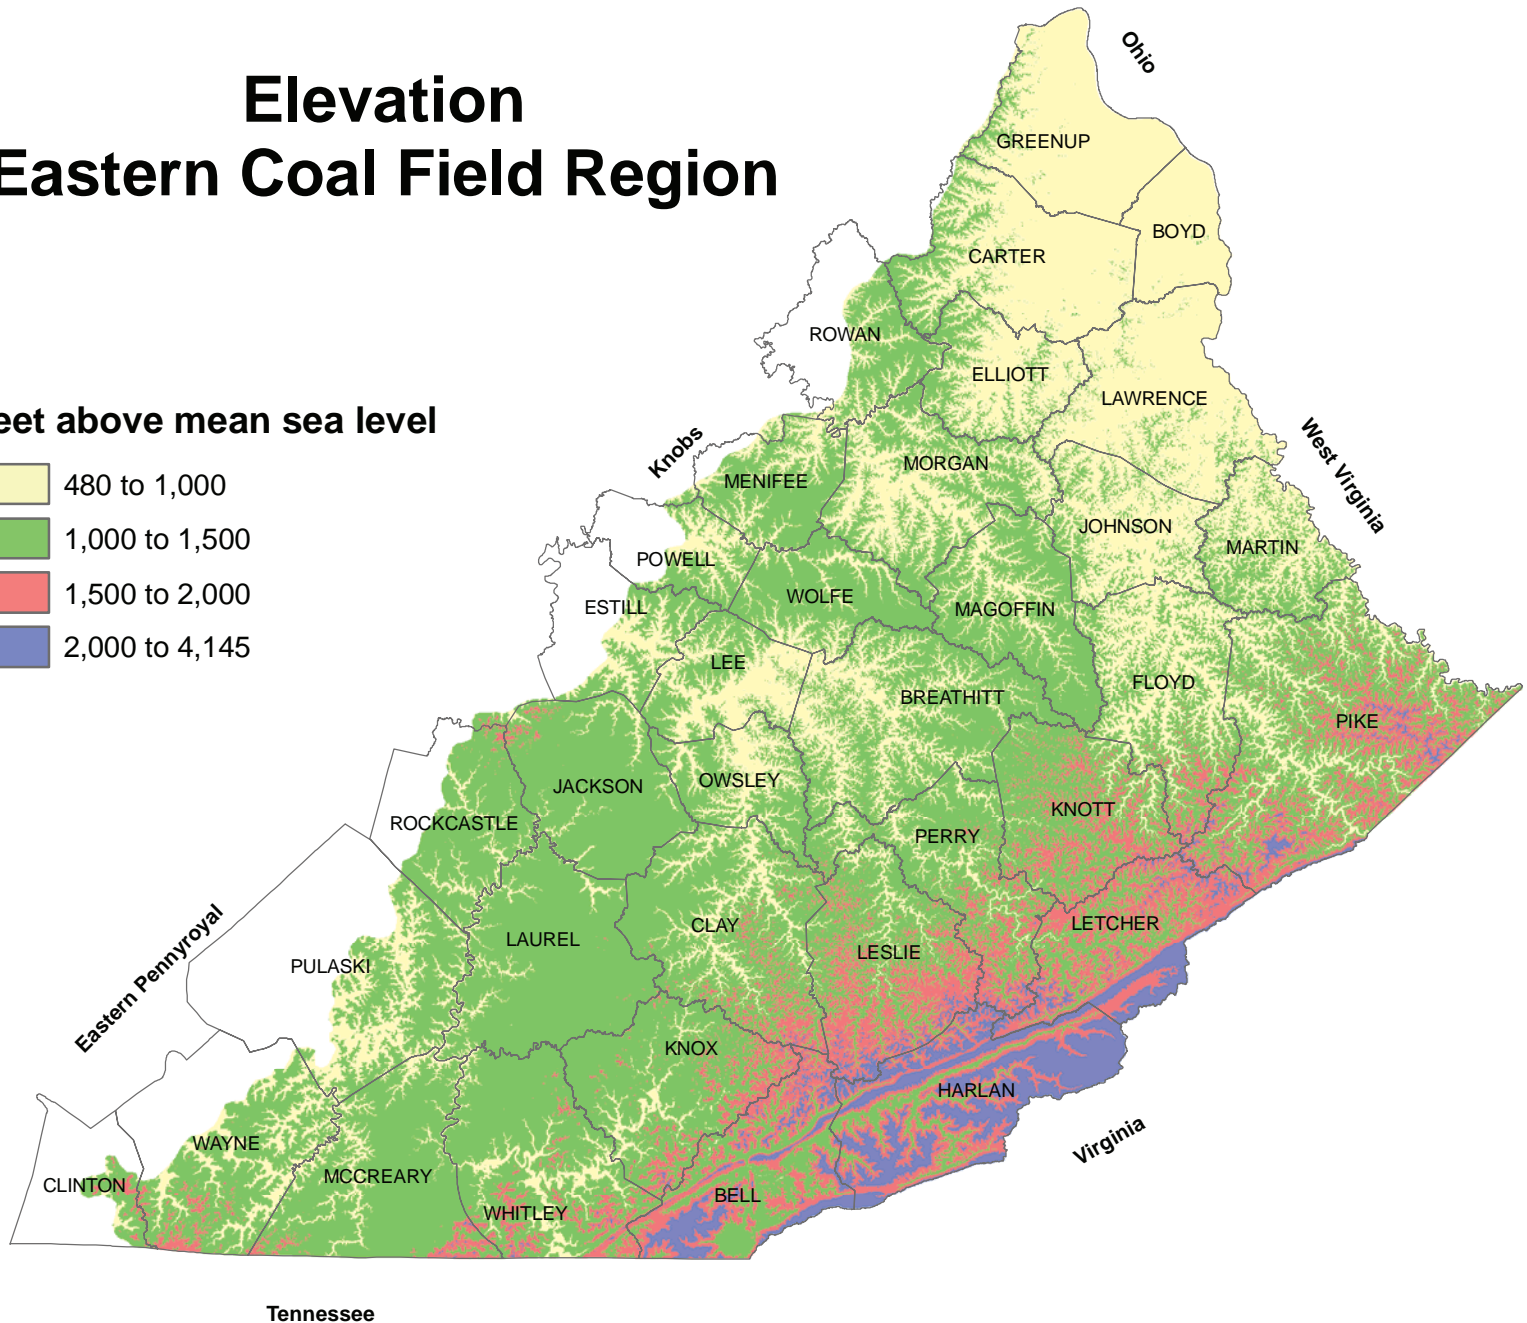 Elevation
Eastern Coal Field Region
Ohio
GREENUP
BOYD
CARTER
ROWAN
ELLIOTT
LAWRENCE
eet above mean sea level
480 to 1,000
1,000 to 1,500
1,500 to 2,000
2,000 to 4,145
Knobs
West Virginia
MENIFEE
MORGAN
JOHNSON
MARTIN
POWELL
ESTILL
WOLFE
MAGOFFIN
LEE
BREATHITT
FLOYD
PIKE
JACKSON
OWSLEY
KNOTT
ROCKCASTLE
PERRY
Eastern Pennyroyal
PULASKI
LAUREL
CLAY
LESLIE
LETCHER
KNOX
HARLAN
Virginia
WAYNE
CLINTON
MCCREARY
WHITLEY
BELL
Tennessee